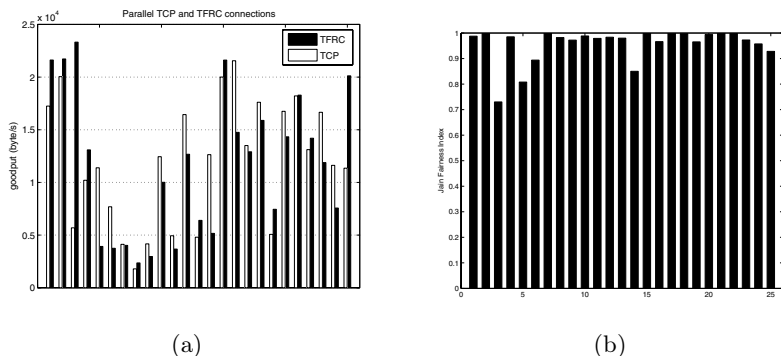 Parallel TCP and TFRC connections
2.5 x 10^4
TFRC
TCP
2.5
2
1.5
1
0.5
0
goodput (byte/s)
(a)
1
0.9
0.8
0.7
0.6
0.5
0.4
0.3
0.2
0.1
0
0 5 10 15 20 25
Jain Fairness Index
(b)